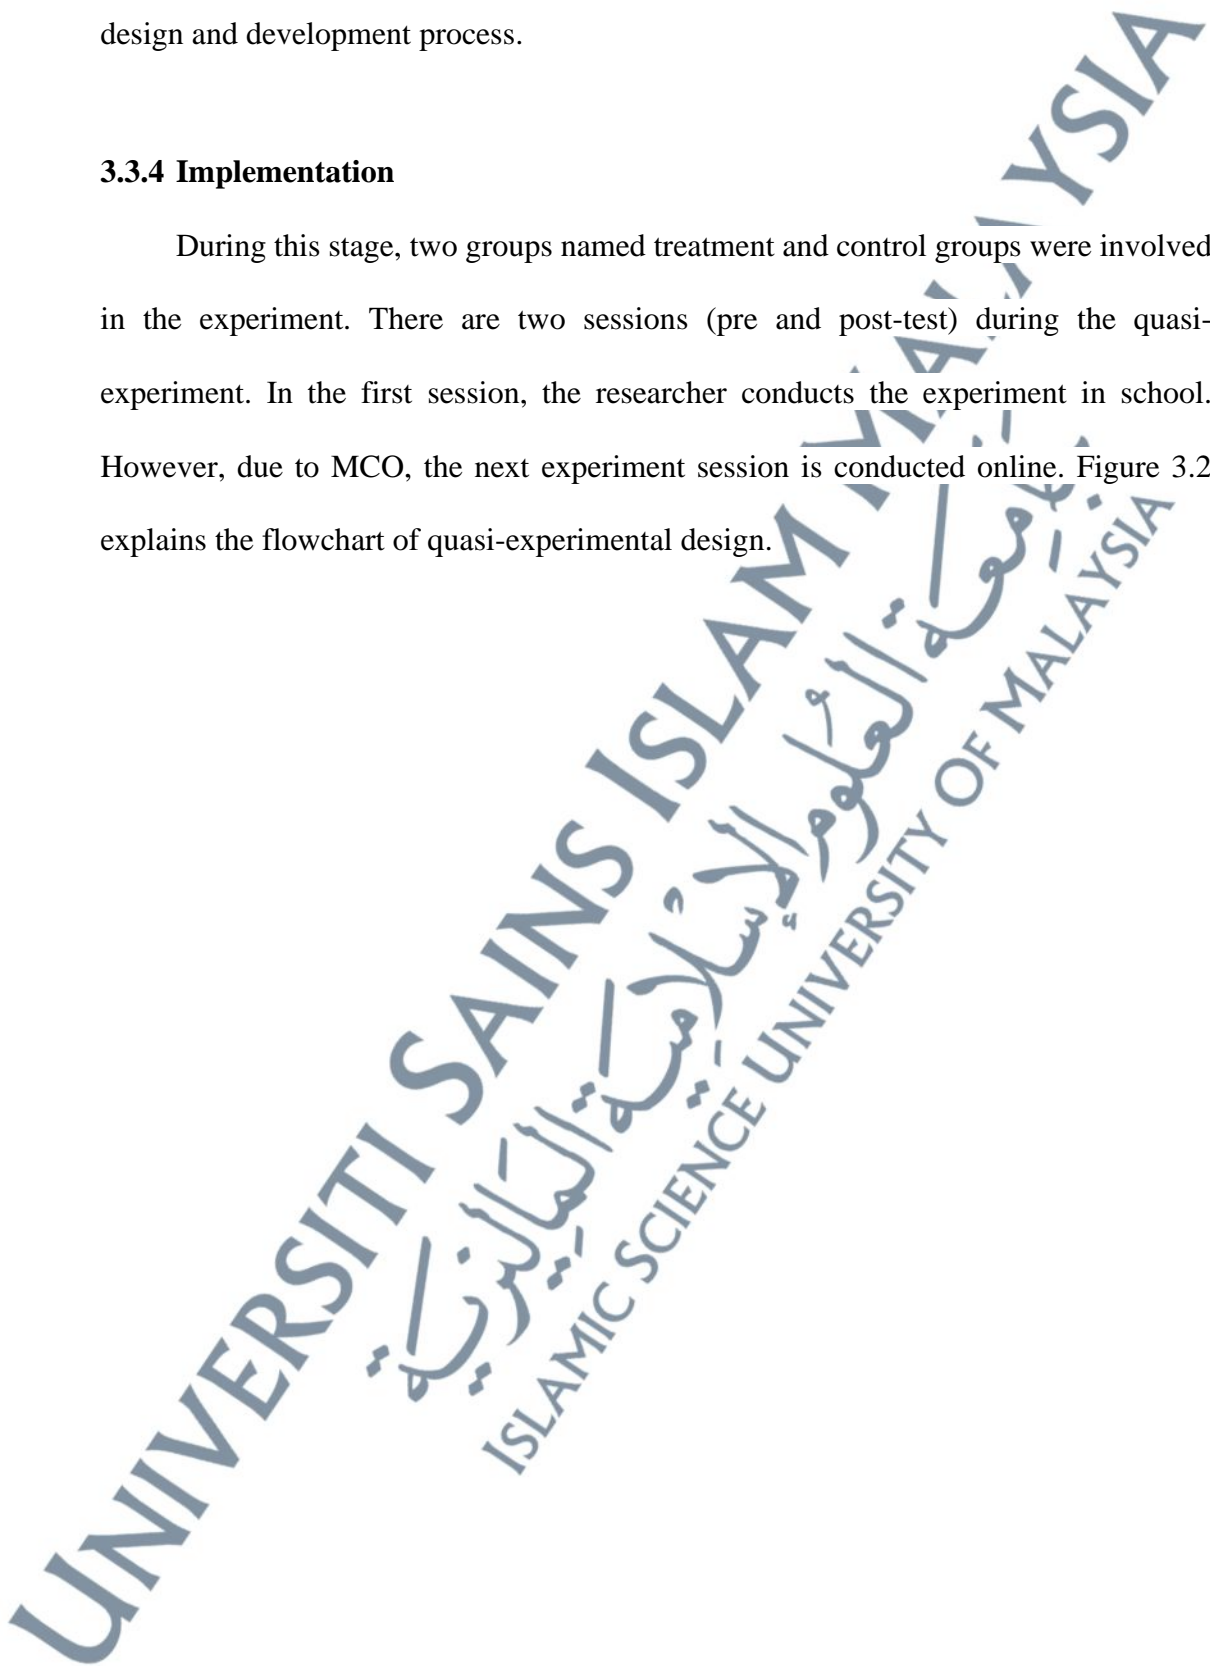 design and development process.
3.3.4 Implementation
During this stage, two groups named treatment and control groups were involved
in the experiment. There are two sessions (pre and post-test) during the quasi-
experiment. In the first session, the researcher conducts the experiment in school.
However, due to MCO, the next experiment session is conducted online. Figure 3.2
explains the flowchart of quasi-experimental design.
UNIVERSITI SAINS ISLAM MALAYSIA
جامعة العلوم الإسلامية الماليزية
ISLAMIC SCIENCE UNIVERSITY OF MALAYSIA